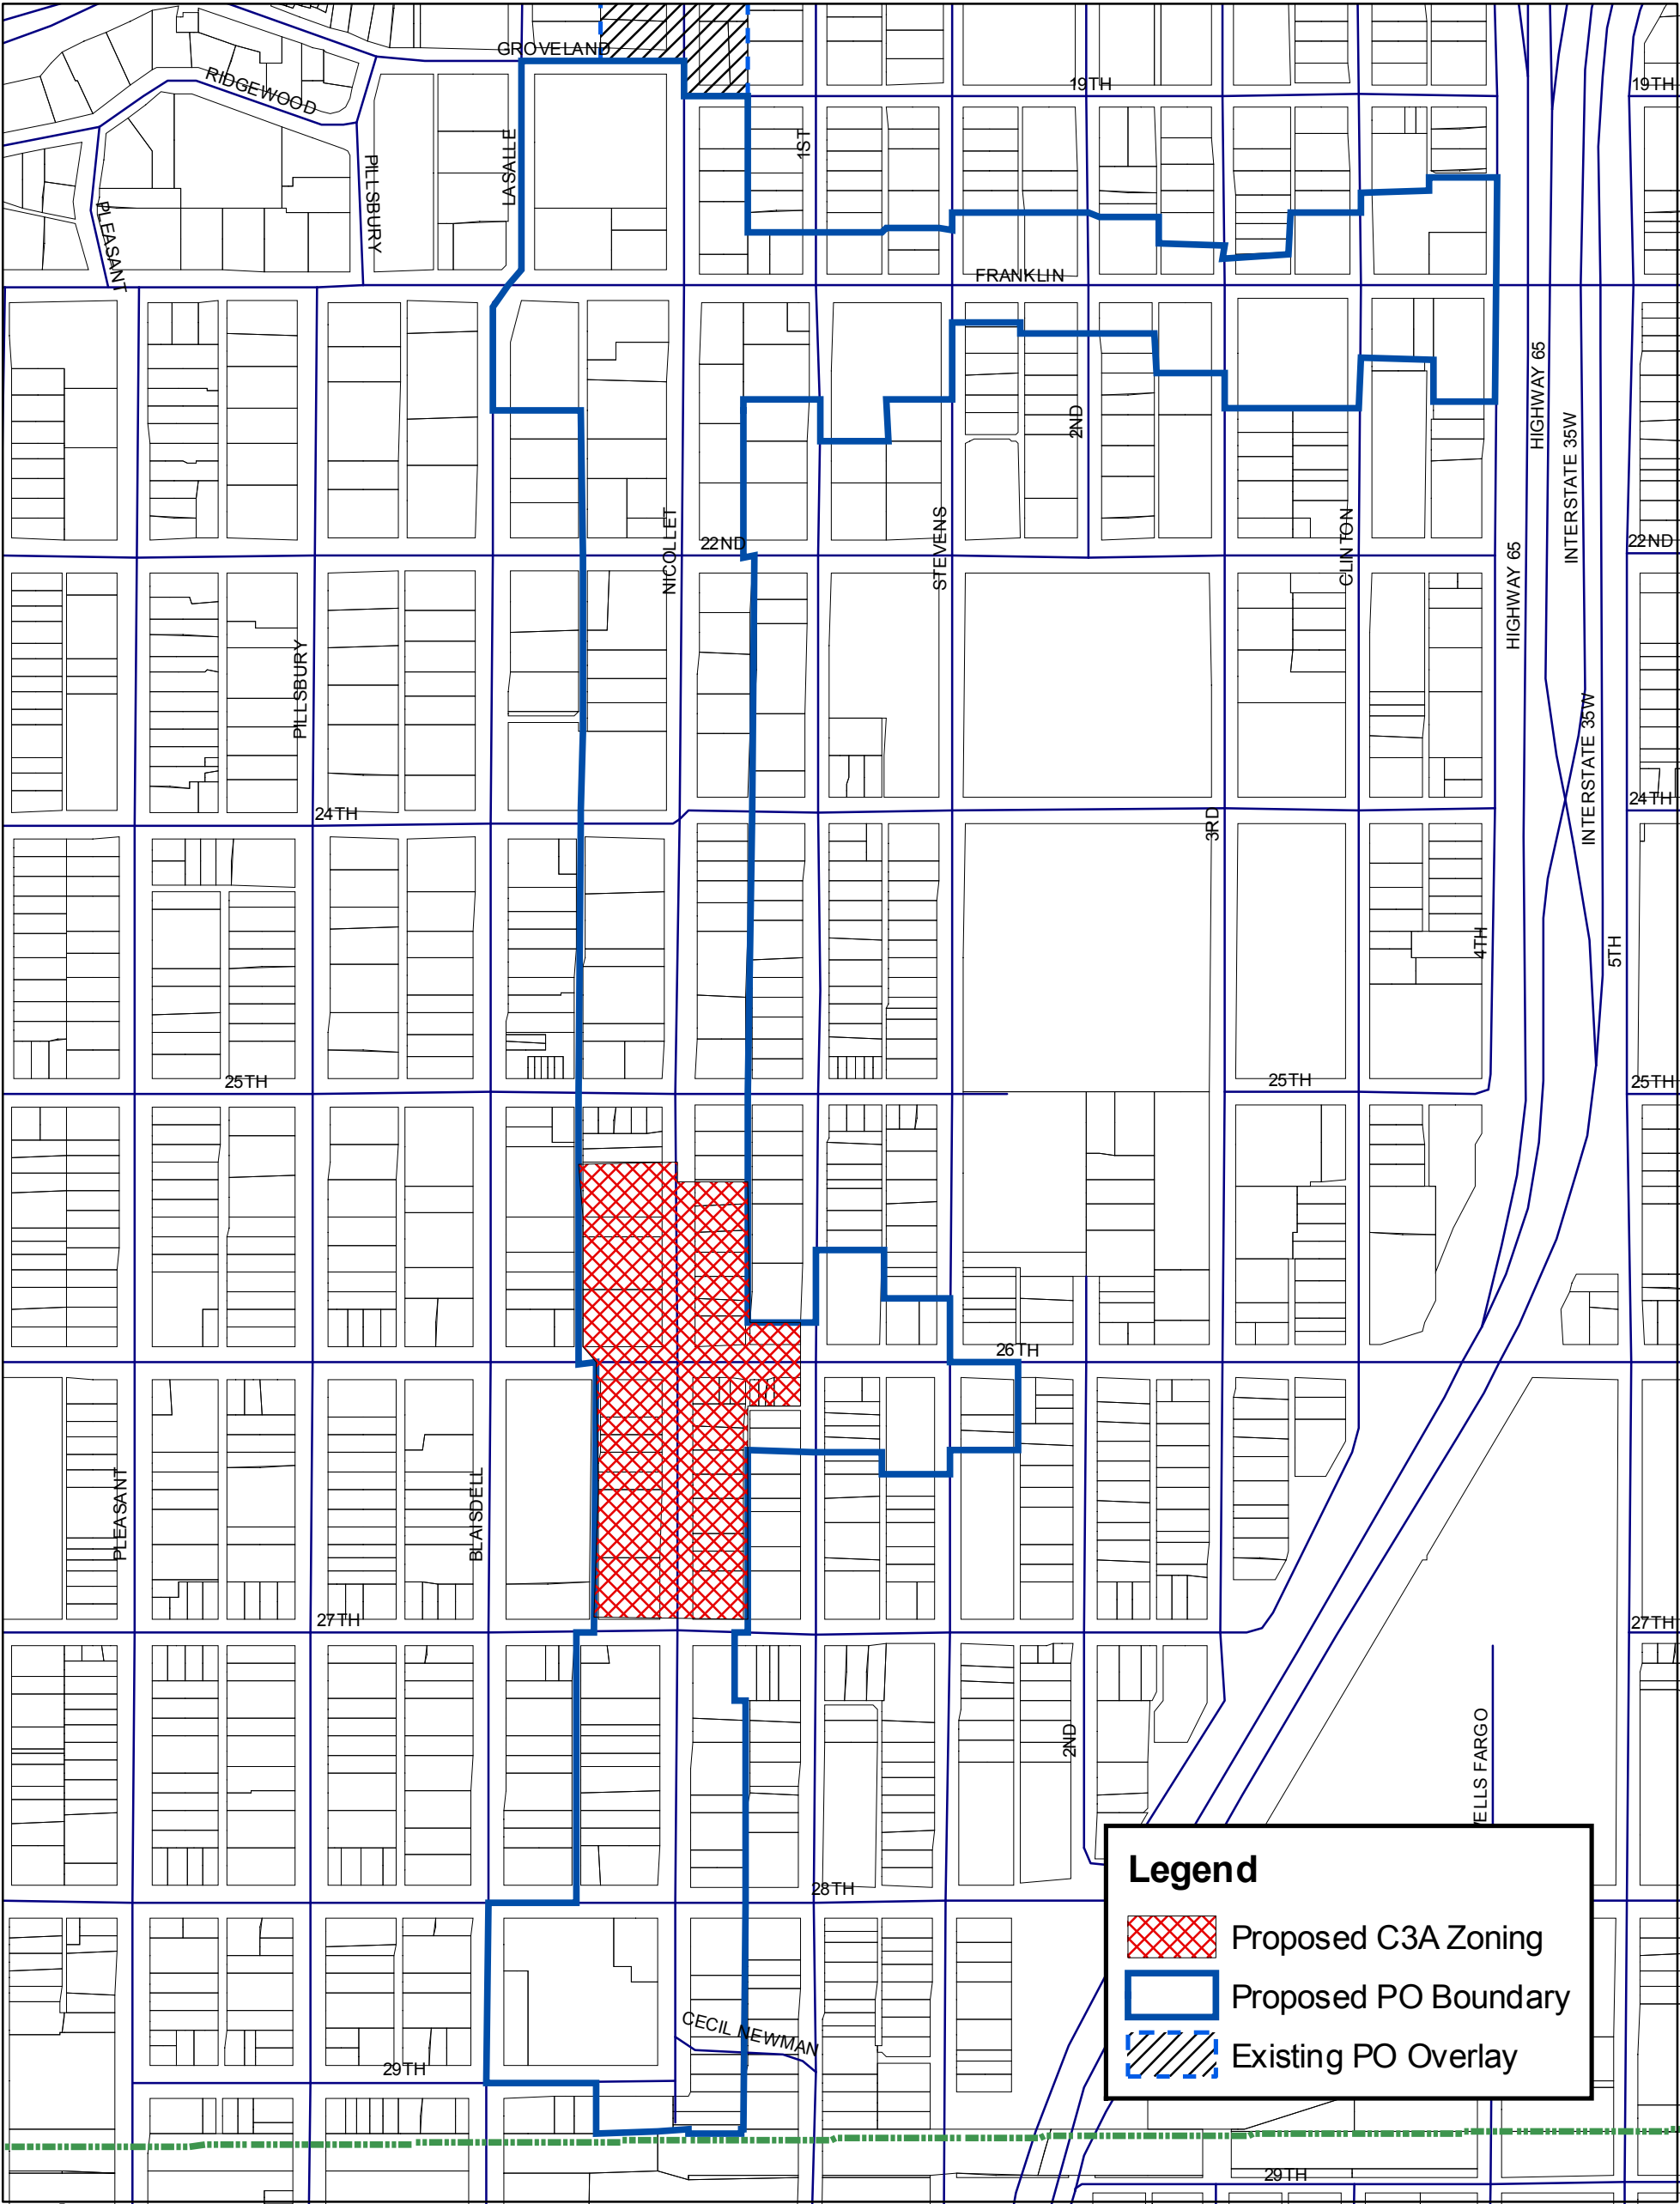 GROVELAND
RIDGEWOOD
19TH
19TH
LASALLE
1ST
PILLSBURY
PLEASANT
FRANKLIN
HIGHWAY 65
INTERSTATE 35W
2ND
NICOLLET
22ND
STEVENS
CLINTON
22ND
HIGHWAY 65
PILLSBURY
INTERSTATE 35W
24TH
3RD
24TH
4TH
5TH
25TH
25TH
25TH
26TH
PLEASANT
BLAISDELL
27TH
27TH
2ND
ELLS FARGO
28TH
CECIL NEWMAN
29TH
29TH
Legend
Proposed C3A Zoning
Proposed PO Boundary
Existing PO Overlay